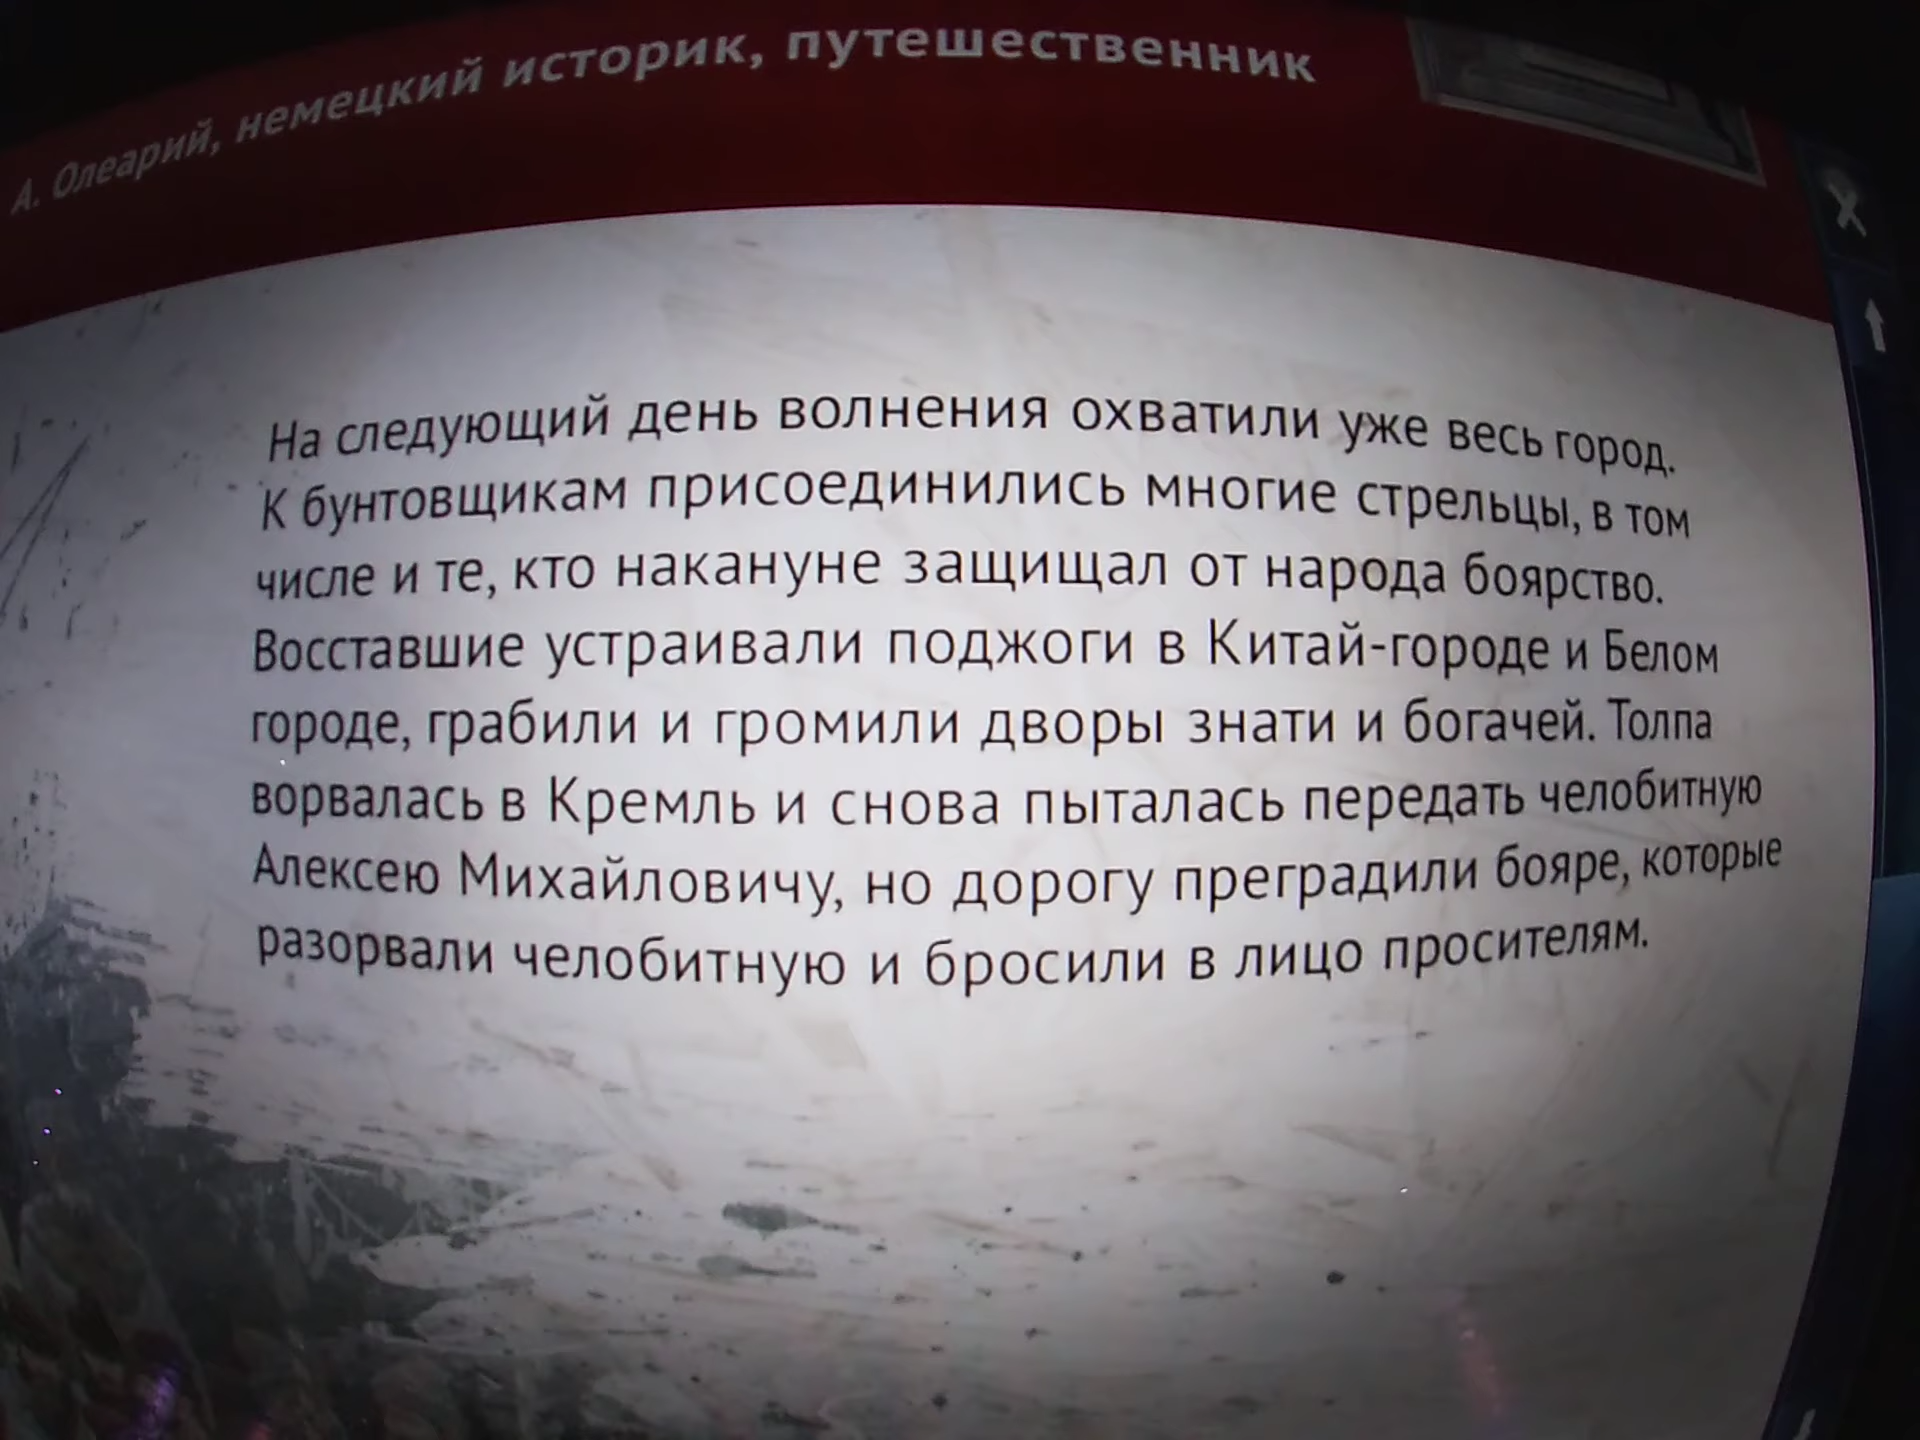 А. Олеарий, немецкий историк, путешественник
На следующий день волнения охватили уже весь город.
К бунтовщикам присоединились многие стрельцы, в том
числе и те, кто накануне защищал от народа боярство.
Восставшие устраивали поджоги в Китай-городе и Белом
городе, грабили и громили дворы знати и богачей. Толпа
ворвалась в Кремль и снова пыталась передать челобитную
Алексею Михайловичу, но дорогу преградили бояре, которые
разорвали челобитную и бросили в лицо просителям.